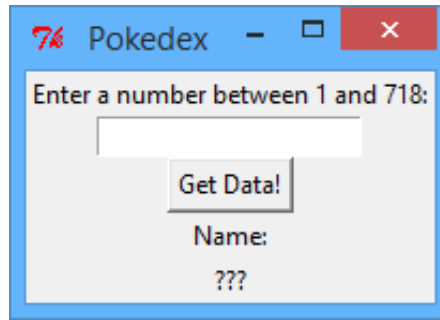 Pokedex
Enter a number between 1 and 718:
Get Data!
Name:
???